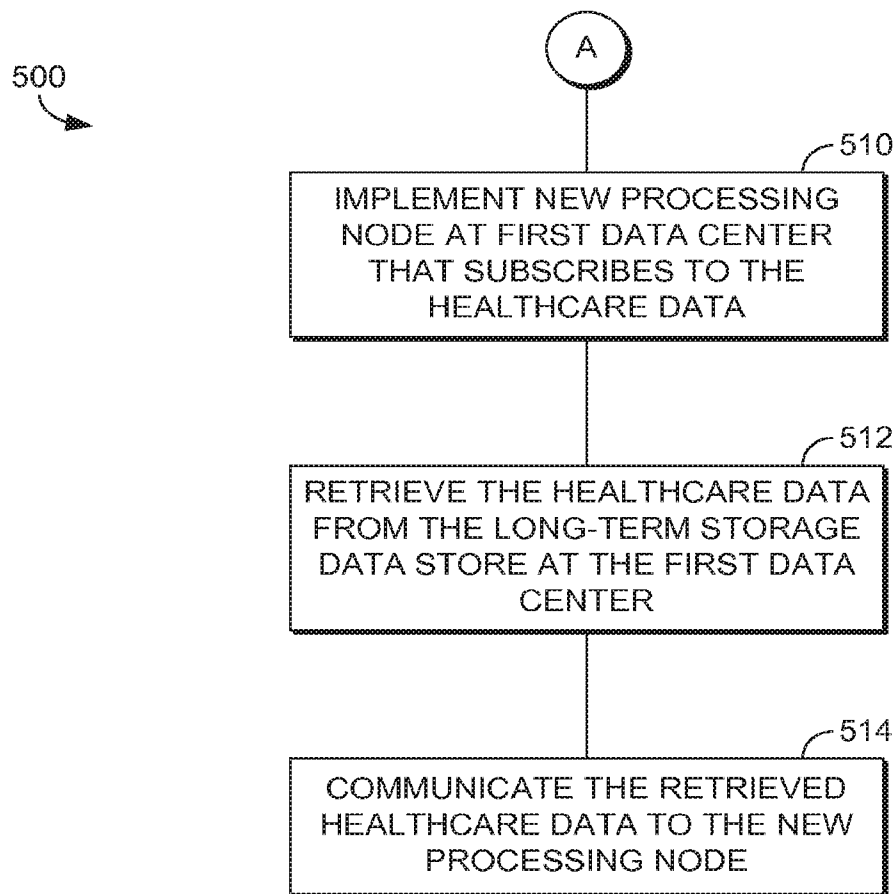 A
500
510
IMPLEMENT NEW PROCESSING
NODE AT FIRST DATA CENTER
THAT SUBSCRIBES TO THE
HEALTHCARE DATA
512
RETRIEVE THE HEALTHCARE DATA
FROM THE LONG-TERM STORAGE
DATA STORE AT THE FIRST DATA
CENTER
514
COMMUNICATE THE RETRIEVED
HEALTHCARE DATA TO THE NEW
PROCESSING NODE